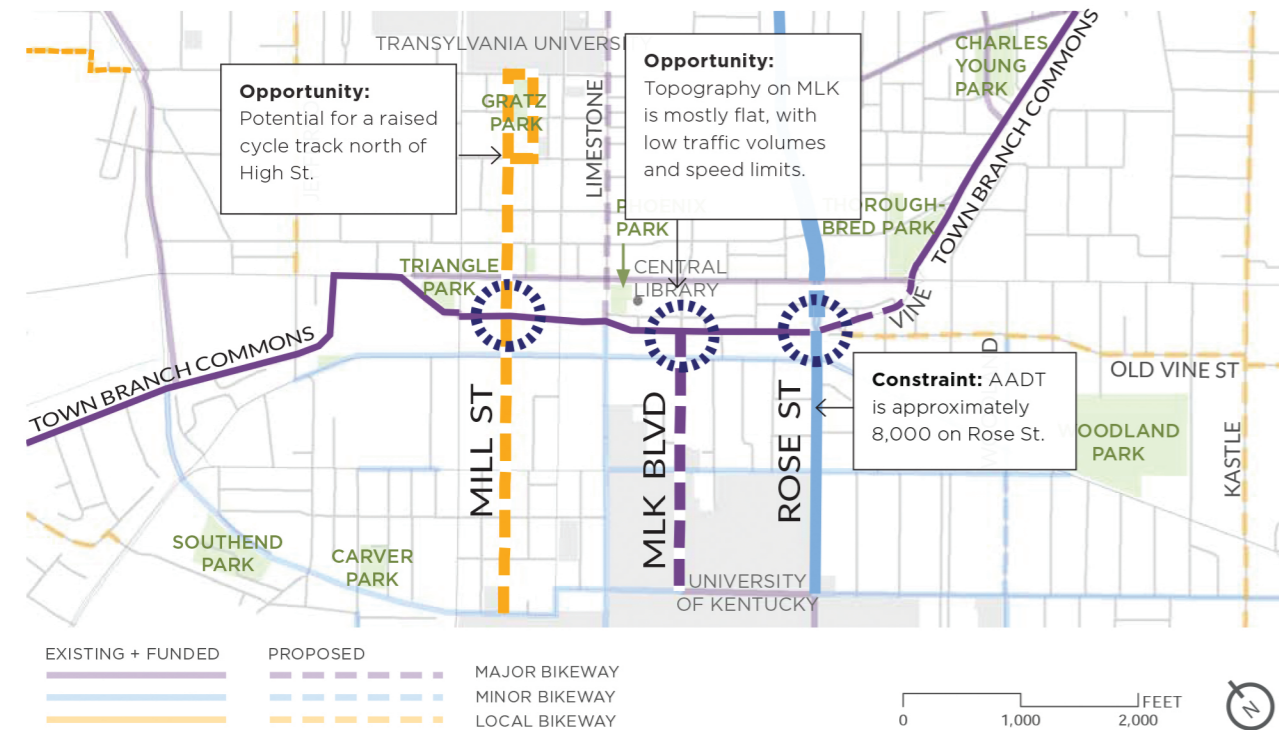 TRANSYLVANIA UNIVERSI
Opportunity:
Potential for a raised
cycle track north of
High St.
GRATZ
PARK
LIMESTONE
Opportunity:
Topography on MLK
is mostly flat, with
low traffic volumes
and speed limits.
CHARLES
YOUNG
PARK
TOWN BRANCH COMMONS
PHOENIX
PARK
THOROUGH-
BRED PARK
TRIANGLE
PARK
CENTRAL
LIBRARY
VINE
TOWN BRANCH COMMONS
MILL ST
MLK BLVD
ROSE ST
Constraint: AADT
is approximately
8,000 on Rose St.
OLD VINE ST
OODLAND
PARK
KASTLE
SOUTHEND
PARK
CARVER
PARK
UNIVERSITY
OF KENTUCKY
EXISTING + FUNDED
PROPOSED
MAJOR BIKEWAY
MINOR BIKEWAY
LOCAL BIKEWAY
FEET
0 1,000 2,000
N